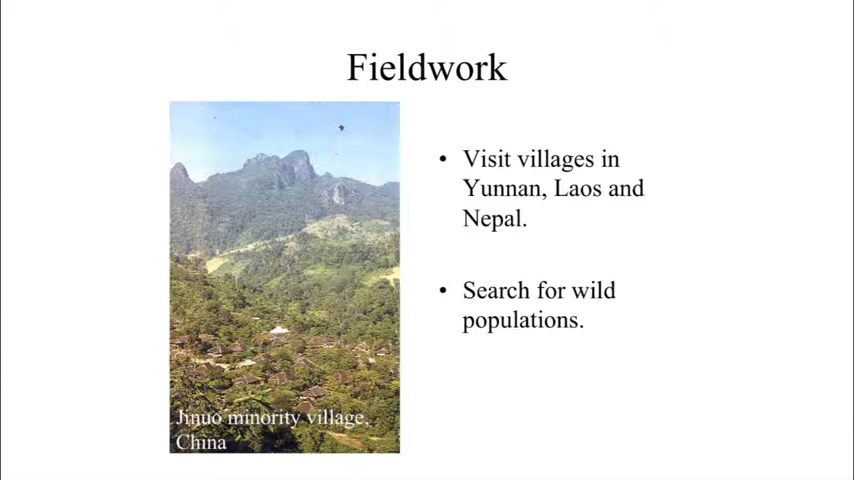 Fieldwork
• Visit villages in
Yunnan, Laos and
Nepal.
• Search for wild
populations.
Jinuo minority village,
China